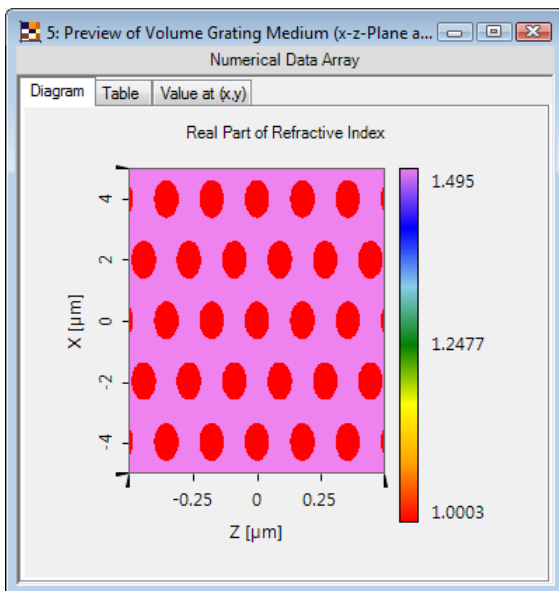 5: Preview of Volume Grating Medium (x-z-Plane a...
Numerical Data Array
Diagram Table Value at (x,y)
Real Part of Refractive Index
4
2
0
-2
-4
X [µm]
-0.25 0 0.25
Z [µm]
1.495
1.2477
1.0003